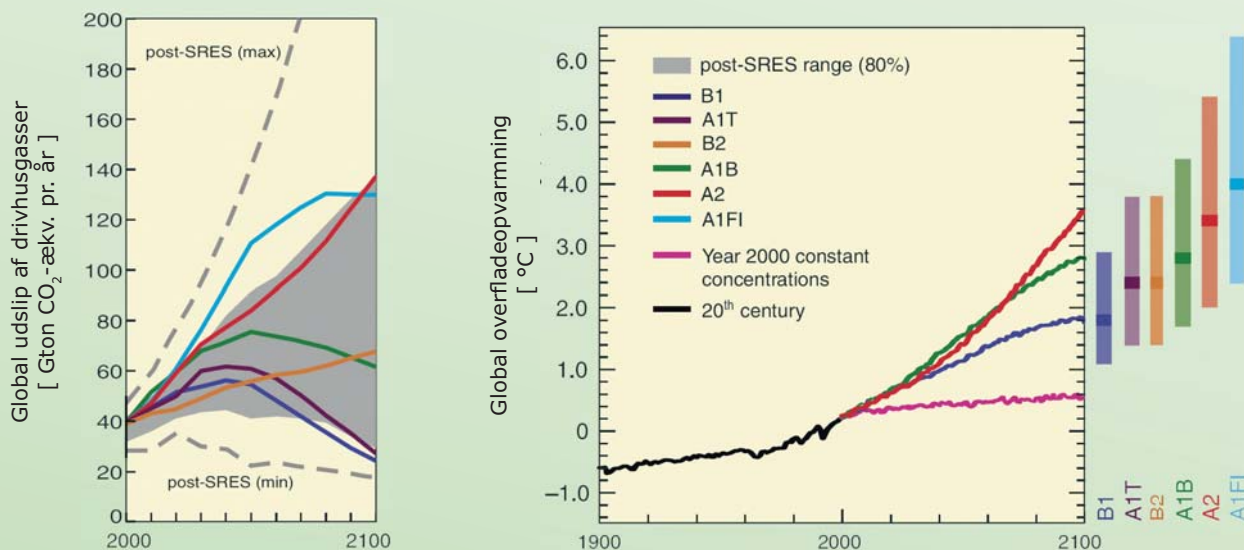 Global udslip af drivhusgasser
[ Gton CO₂-ækv. pr. år ]
200
180
160
140
120
100
80
60
40
20
0
post-SRES (max)
post-SRES (min)
2000
2100
Global overfladeopvarmning
[ °C ]
6.0
5.0
4.0
3.0
2.0
1.0
0
–1.0
post-SRES range (80%)
B1
A1T
B2
A1B
A2
A1FI
Year 2000 constant
concentrations
20th century
1900
2000
2100
B1
A1T
B2
A1B
A2
A1FI